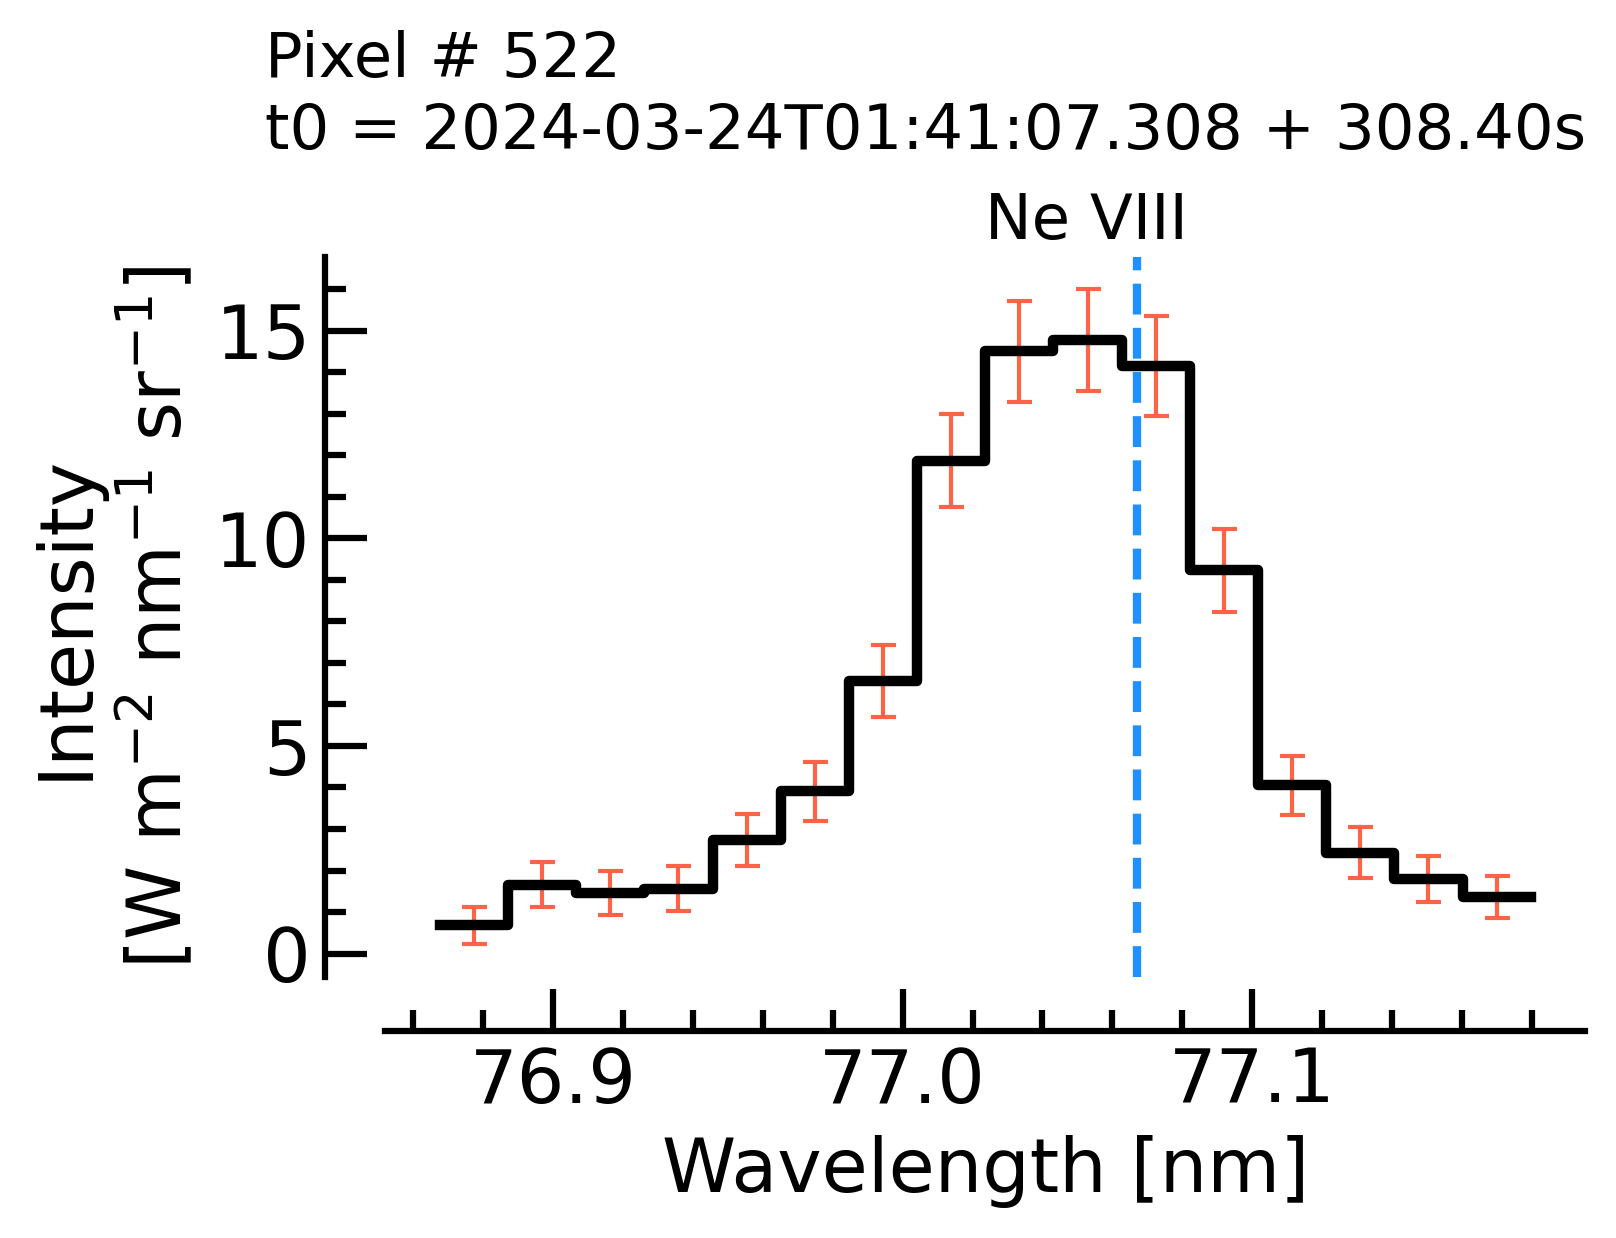 Pixel # 522
t0 = 2024-03-24T01:41:07.308 + 308.40s
Ne VIII
Intensity
[W m⁻² nm⁻¹ sr⁻¹]
15
10
5
0
76.9 77.0 77.1
Wavelength [nm]